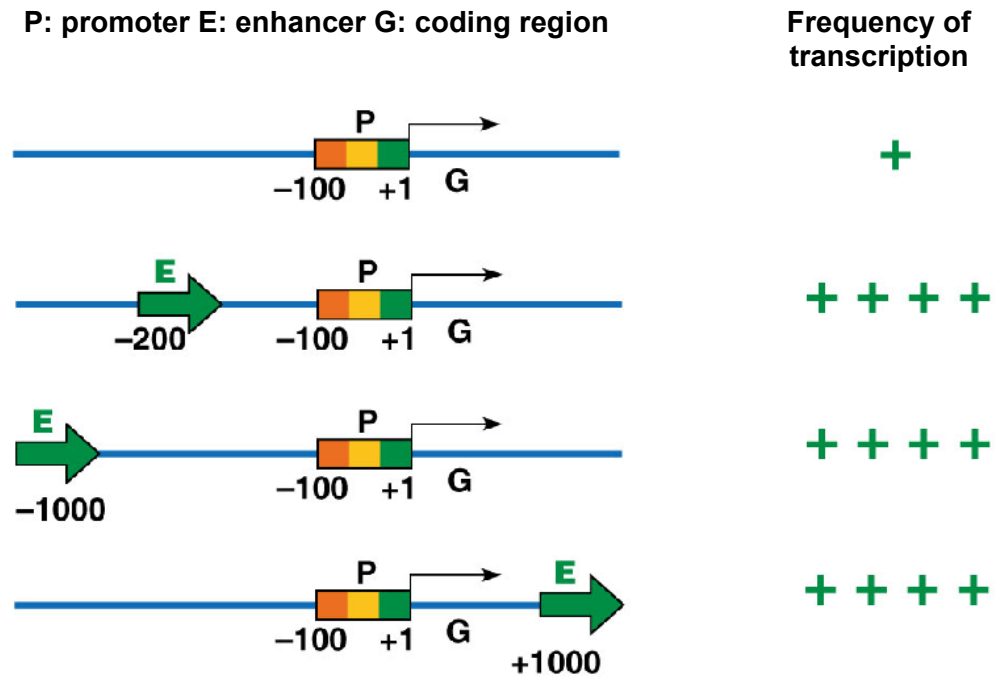 P: promoter E: enhancer G: coding region
Frequency of
transcription
P
−100 +1 G
+
E P
−200 −100 +1 G
+ + + +
E P
−1000 −100 +1 G
+ + + +
P E
−100 +1 G +1000
+ + + +